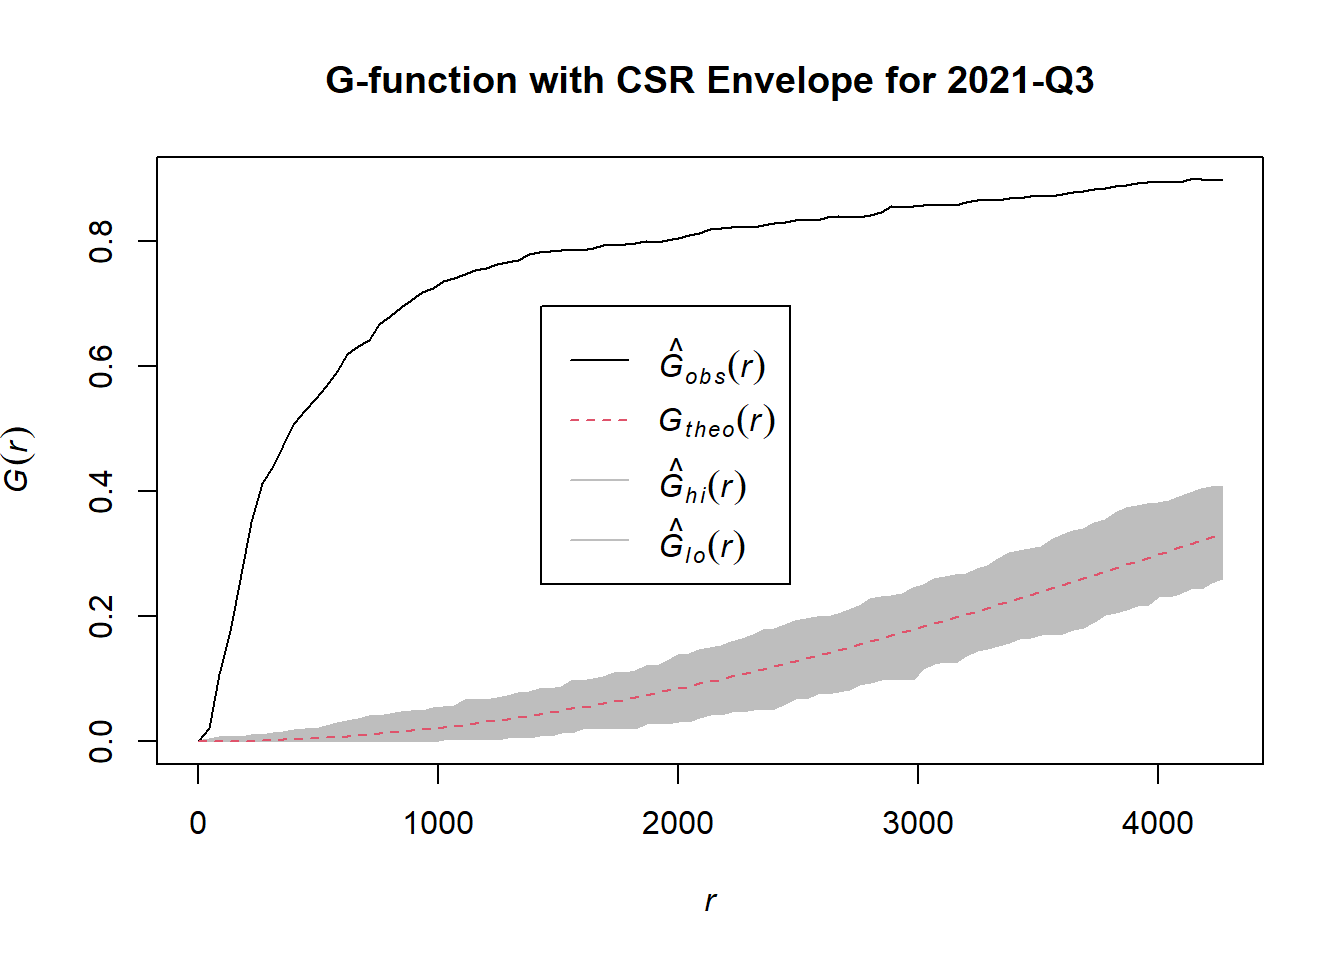 G-function with CSR Envelope for 2021-Q3
G(r)
0.8
0.6
0.4
0.2
0.0
Ĝobs(r)
Gtheo(r)
Ĝhi(r)
Ĝlo(r)
0 1000 2000 3000 4000
r